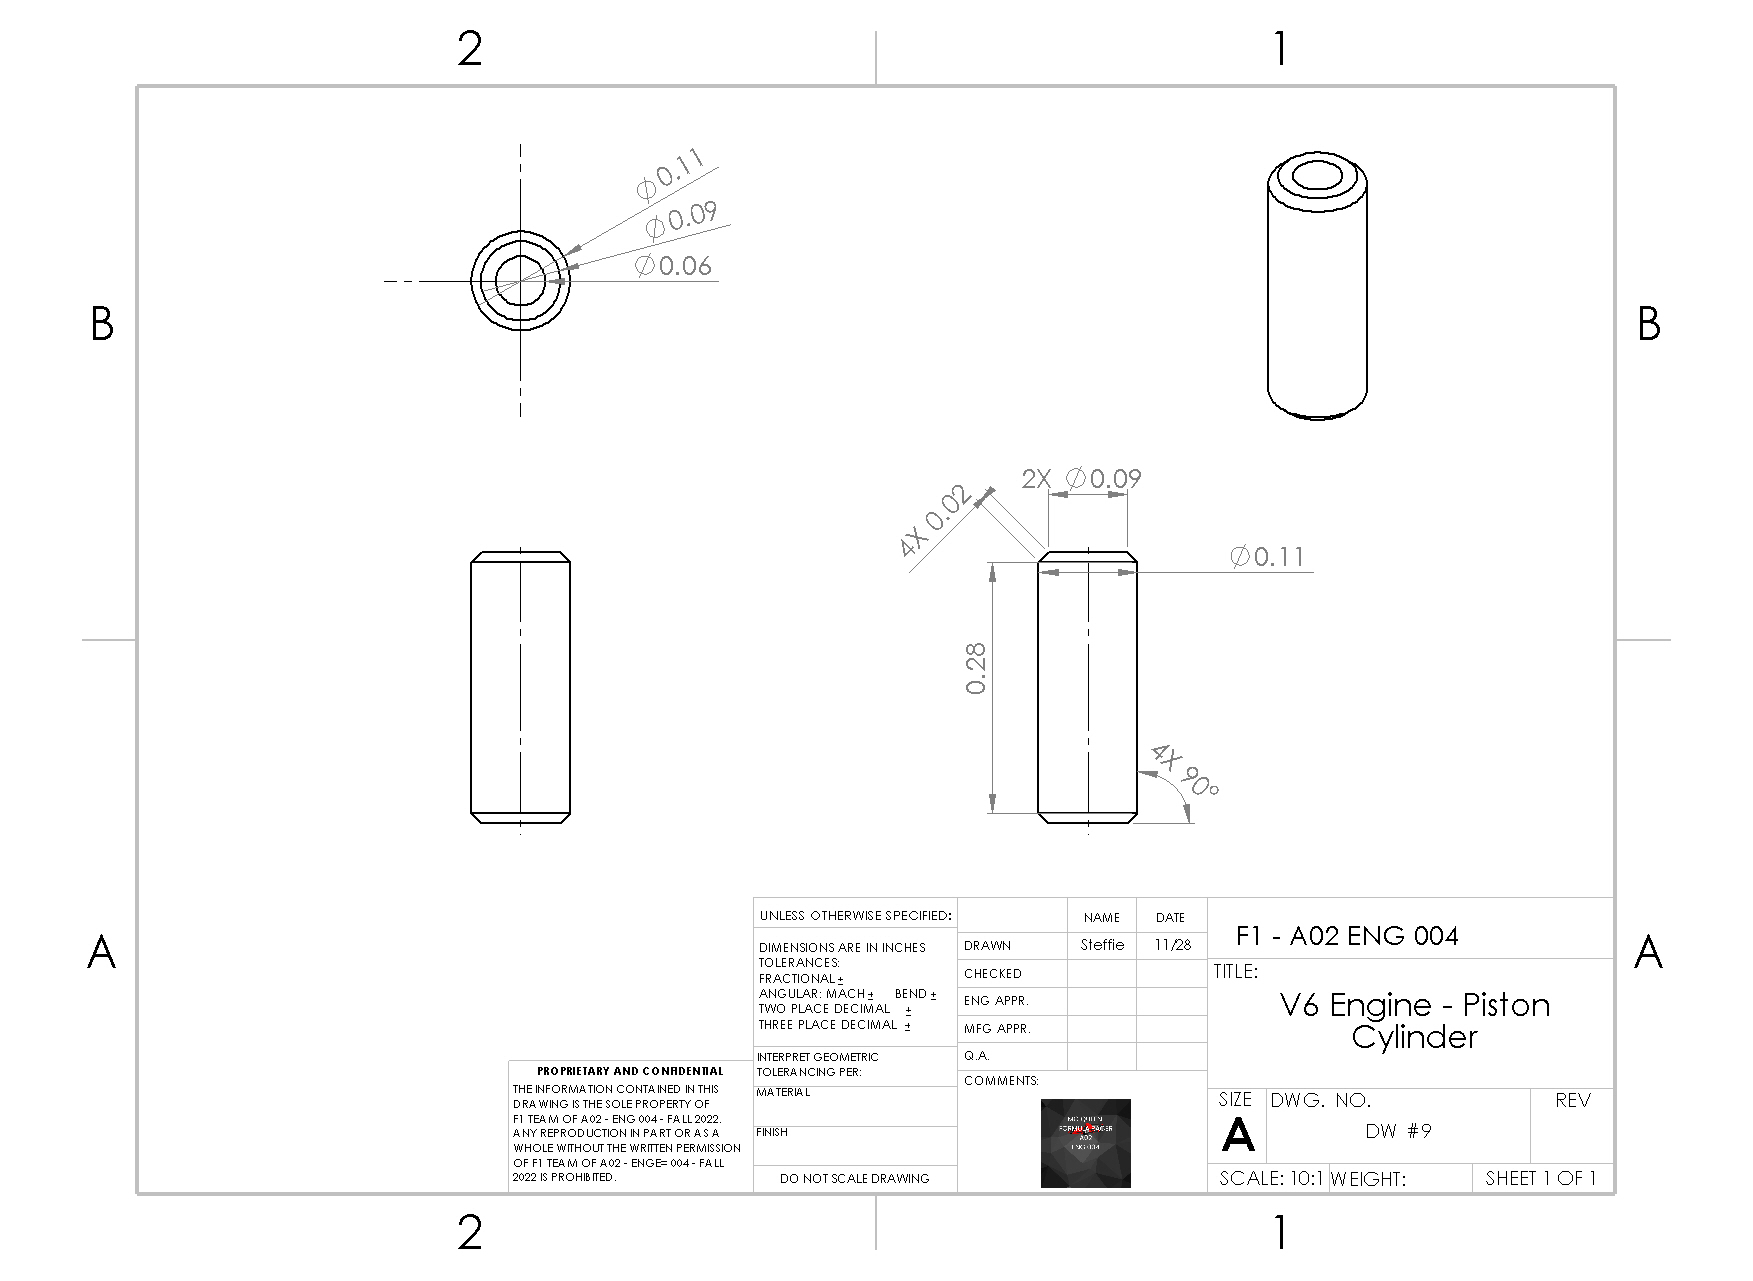 2
1
B
B
A
A
2
1
∅0.11
∅0.09
∅0.06
2X ∅0.09
4X 0.02
∅0.11
0.28
4X 90°
UNLESS OTHERWISE SPECIFIED:
DIMENSIONS ARE IN INCHES
TOLERANCES:
FRACTIONAL ±
ANGULAR: MACH ± BEND ±
TWO PLACE DECIMAL ±
THREE PLACE DECIMAL ±
INTERPRET GEOMETRIC
TOLERANCING PER:
MATERIAL
FINISH
DO NOT SCALE DRAWING
PROPRIETARY AND CONFIDENTIAL
THE INFORMATION CONTAINED IN THIS
DRAWING IS THE SOLE PROPERTY OF
F1 TEAM OF A02 - ENG 004 - FALL 2022.
ANY REPRODUCTION IN PART OR AS A
WHOLE WITHOUT THE WRITTEN PERMISSION
OF F1 TEAM OF A02 - ENGE= 004 - FALL
2022 IS PROHIBITED.
NAME DATE
DRAWN Steffie 11/28
CHECKED
ENG APPR.
MFG APPR.
Q.A.
COMMENTS:
FORMULA RACER
A02
ENG 004
F1 - A02 ENG 004
TITLE:
V6 Engine - Piston
Cylinder
SIZE DWG. NO. REV
A DW #9
SCALE: 10:1 WEIGHT: SHEET 1 OF 1